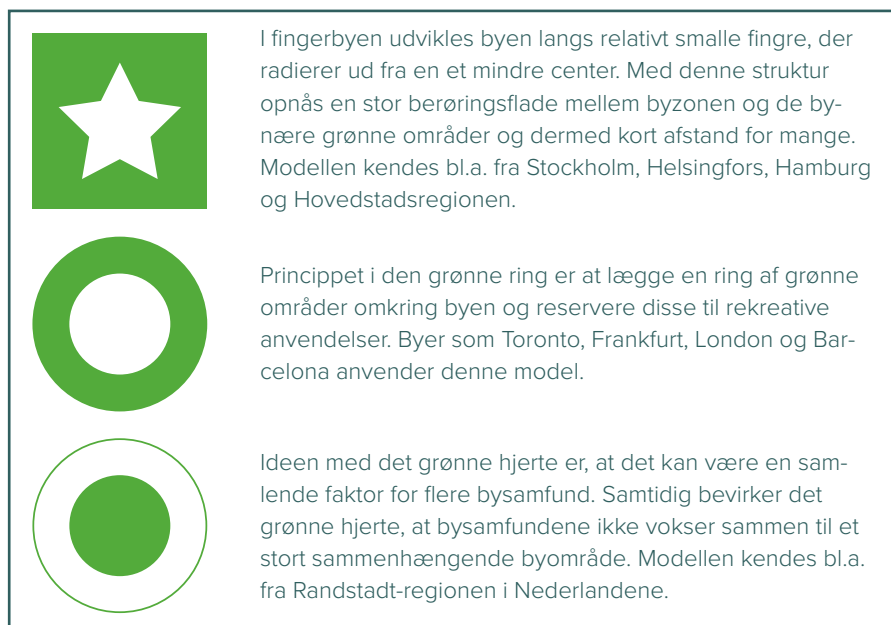 I fingerbyen udvikles byen langs relativt smalle fingre, der
radierer ud fra en et mindre center. Med denne struktur
opnås en stor berøringsflade mellem byzonen og de by-
nære grønne områder og dermed kort afstand for mange.
Modellen kendes bl.a. fra Stockholm, Helsingfors, Hamburg
og Hovedstadsregionen.
Princippet i den grønne ring er at lægge en ring af grønne
områder omkring byen og reservere disse til rekreative
anvendelser. Byer som Toronto, Frankfurt, London og Bar-
celona anvender denne model.
Ideen med det grønne hjerte er, at det kan være en sam-
lende faktor for flere bysamfund. Samtidig bevirker det
grønne hjerte, at bysamfundene ikke vokser sammen til et
stort sammenhængende byområde. Modellen kendes bl.a.
fra Randstadt-regionen i Nederlandene.